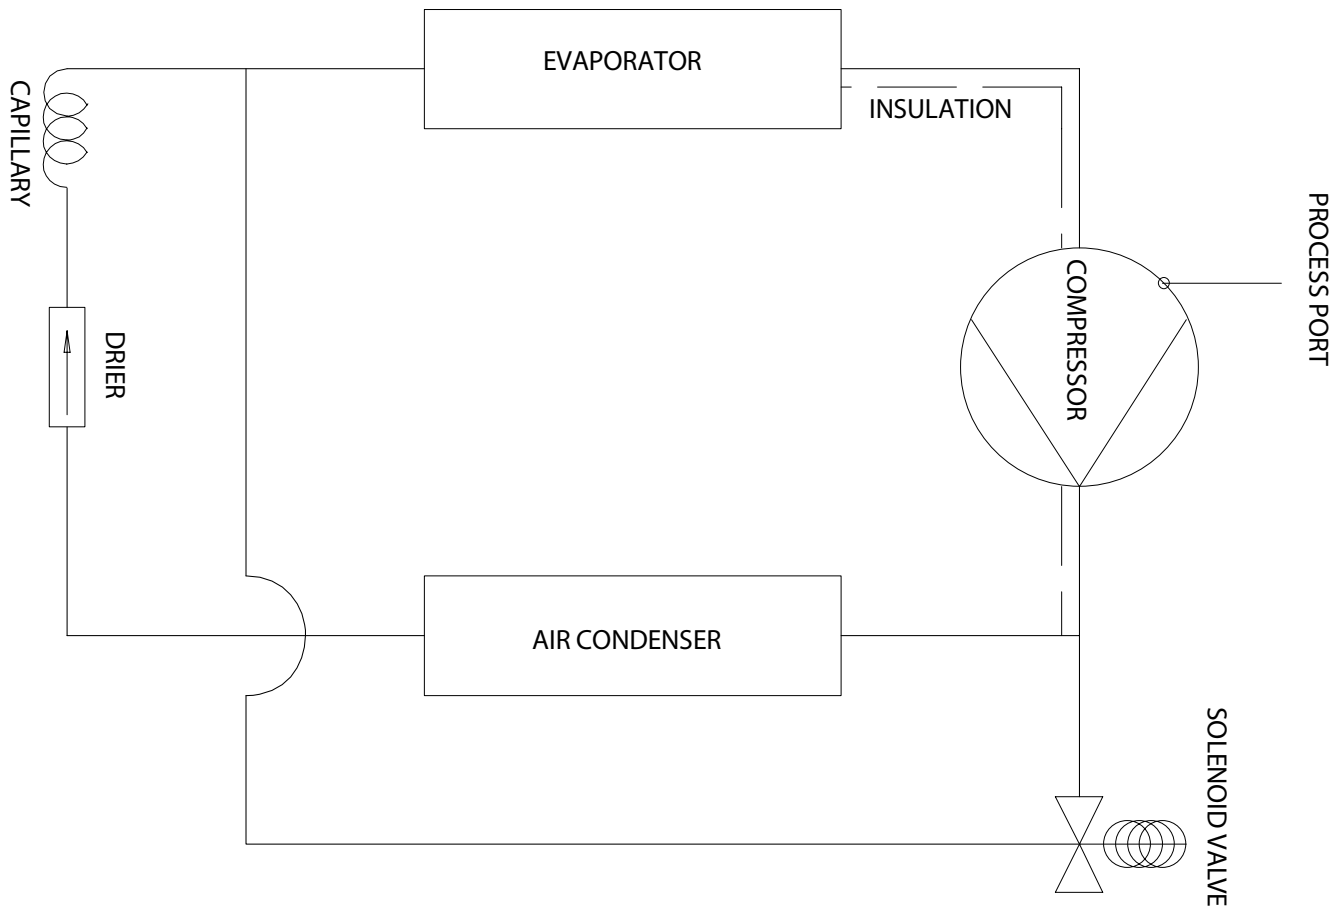 EVAPORATOR
INSULATION
CAPILLARY
PROCESS PORT
COMPRESSOR
DRIER
AIR CONDENSER
SOLENOID VALVE